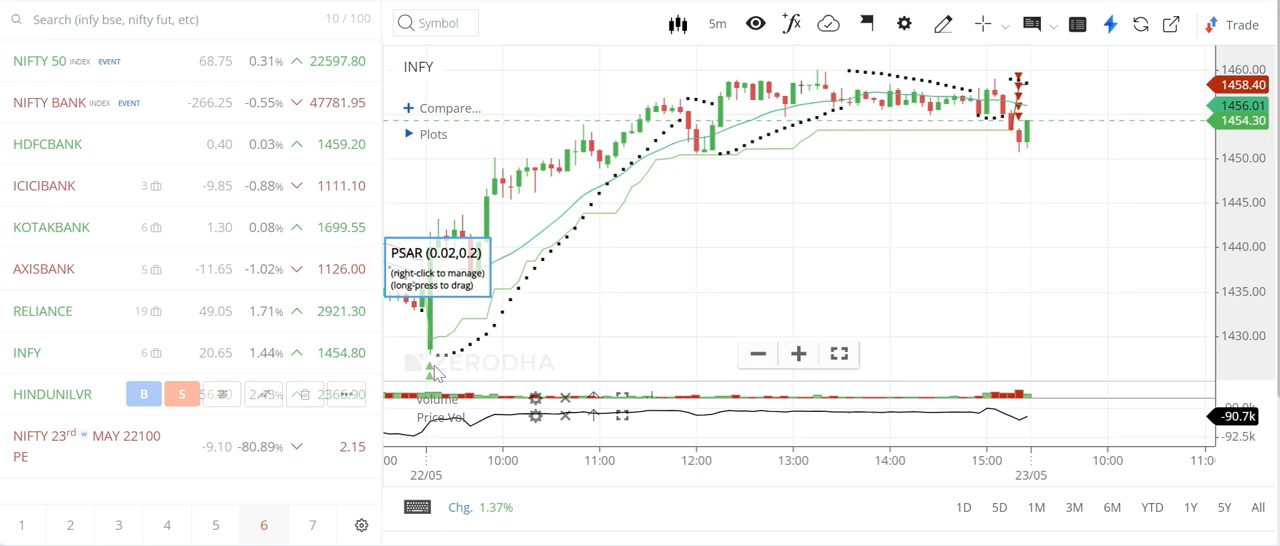 Search (infy bse, nifty fut, etc) 10 / 100
NIFTY 50 INDEX EVENT 68.75 0.31% 22597.80
NIFTY BANK INDEX EVENT -266.25 -0.55% 47781.95
HDFCBANK 0.40 0.03% 1459.20
ICICIBANK 3 -9.85 -0.88% 1111.10
KOTAKBANK 6 1.30 0.08% 1699.55
AXISBANK 5 -11.65 -1.02% 1126.00
RELIANCE 19 49.05 1.71% 2921.30
INFY 6 20.65 1.44% 1454.80
HINDUNILVR B S
NIFTY 23rd w MAY 22100
PE -9.10 -80.89% 2.15
1 2 3 4 5 6 7
Symbol 5m fx Trade
INFY
Compare...
Plots
PSAR (0.02,0.2)
(right-click to manage)
(long-press to drag)
ZERODHA
Volume
Price Vol
1460.00
1458.40
1456.01
1454.30
1450.00
1445.00
1440.00
1435.00
1430.00
-90.7k
-92.5k
00 10:00 11:00 12:00 13:00 14:00 15:00 10:00 11:0
22/05 23/05
Chg. 1.37% 1D 5D 1M 3M 6M YTD 1Y 5Y All